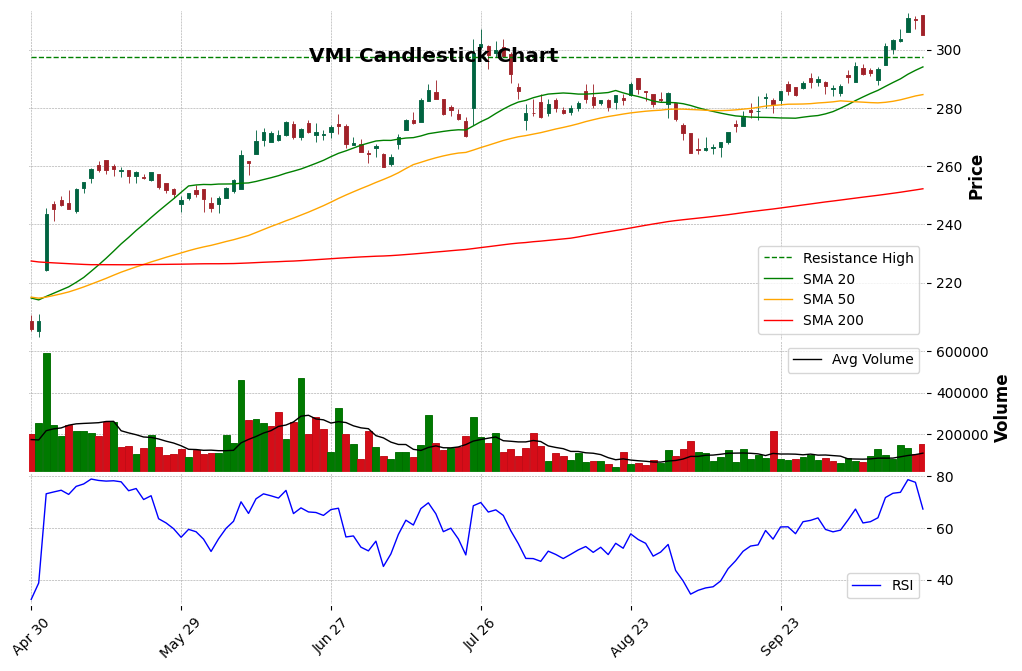 VMI Candlestick Chart
300
280
260
240
220
Price
Resistance High
SMA 20
SMA 50
SMA 200
600000
400000
200000
Volume
Avg Volume
80
60
40
RSI
Apr 30
May 29
Jun 27
Jul 26
Aug 23
Sep 23